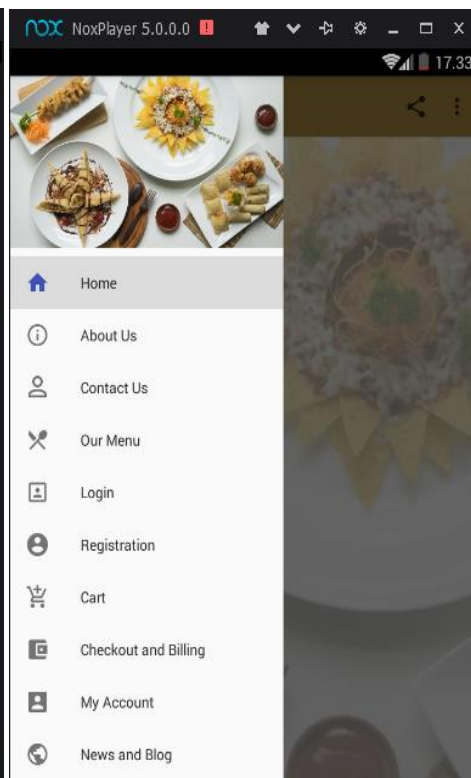 nox NoxPlayer 5.0.0.0
17.33
Home
About Us
Contact Us
Our Menu
Login
Registration
Cart
Checkout and Billing
My Account
News and Blog